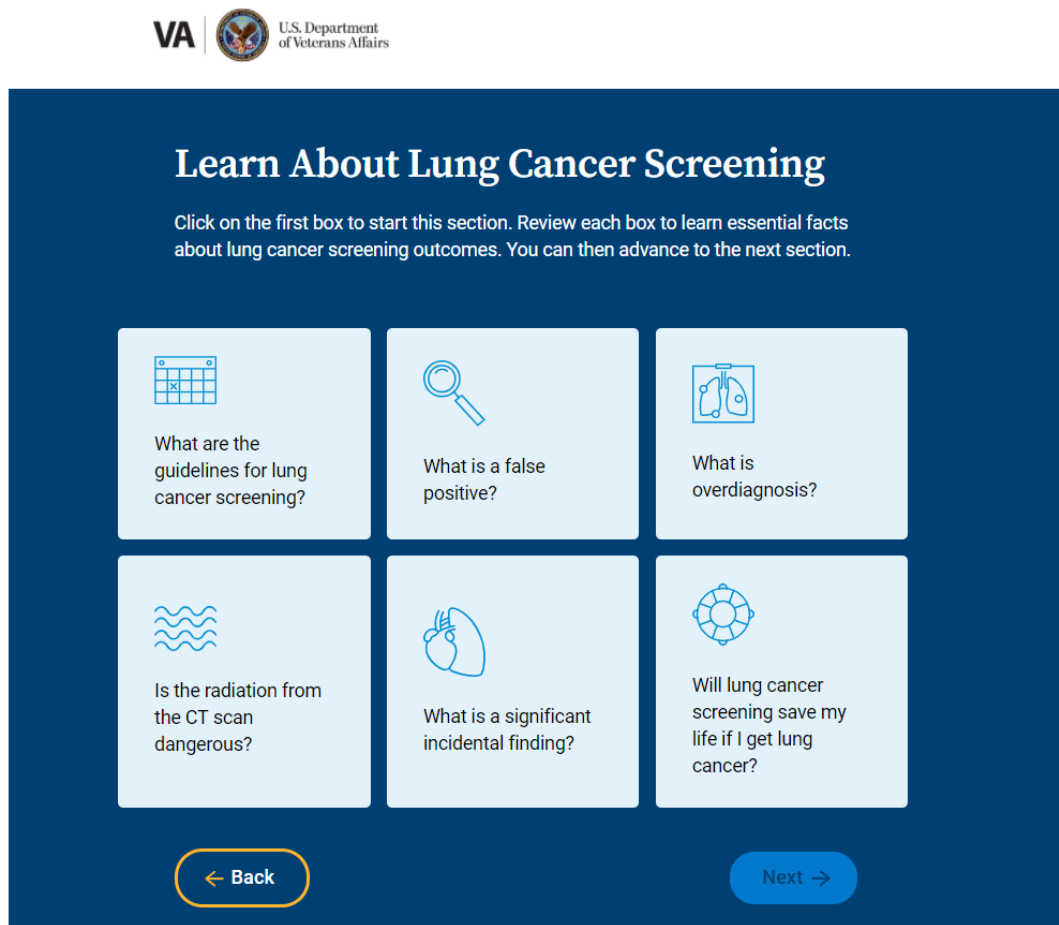 VA
U.S. Department
of Veterans Affairs
Learn About Lung Cancer Screening
Click on the first box to start this section. Review each box to learn essential facts
about lung cancer screening outcomes. You can then advance to the next section.
What are the
guidelines for lung
cancer screening?
What is a false
positive?
What is
overdiagnosis?
Is the radiation from
the CT scan
dangerous?
What is a significant
incidental finding?
Will lung cancer
screening save my
life if I get lung
cancer?
← Back
Next →